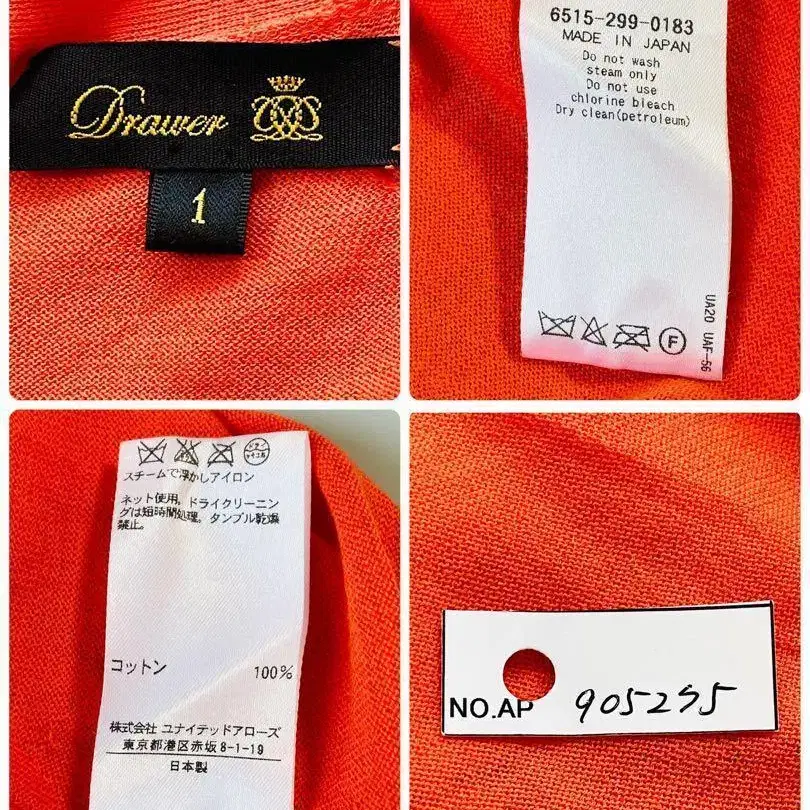 Drawer
1
6515-299-0183
MADE IN JAPAN
Do not wash
steam only
Do not use
chlorine bleach
Dry clean(petroleum)
F
UA20 UAF-56
スチームで浮かしアイロン
ネット使用。ドライクリーニン
グは短時間処理。タンブル乾燥
禁止。
コットン 100%
株式会社 ユナイテッドアローズ
東京都港区赤坂8-1-19
日本製
NO.AP 905295